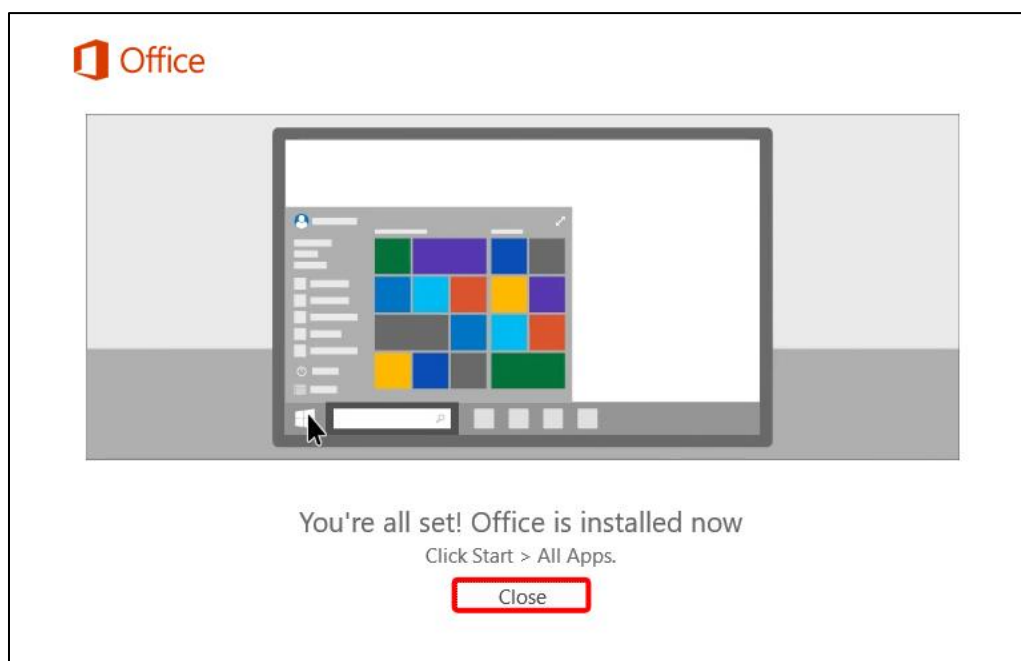 Office
You're all set! Office is installed now
Click Start > All Apps.
Close